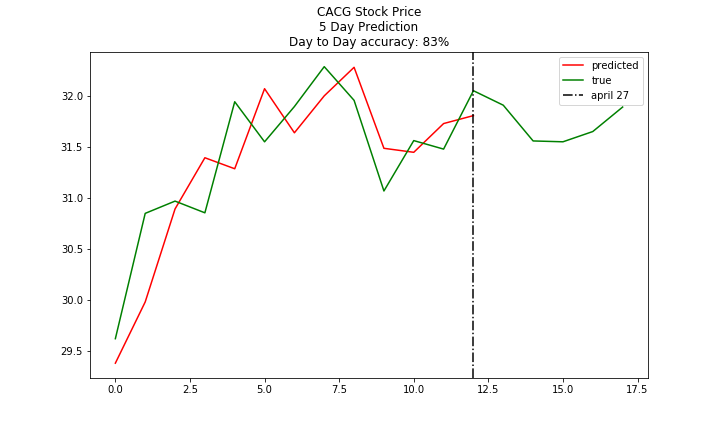 CACG Stock Price
5 Day Prediction
Day to Day accuracy: 83%
predicted
true
april 27
32.0
31.5
31.0
30.5
30.0
29.5
0.0 2.5 5.0 7.5 10.0 12.5 15.0 17.5